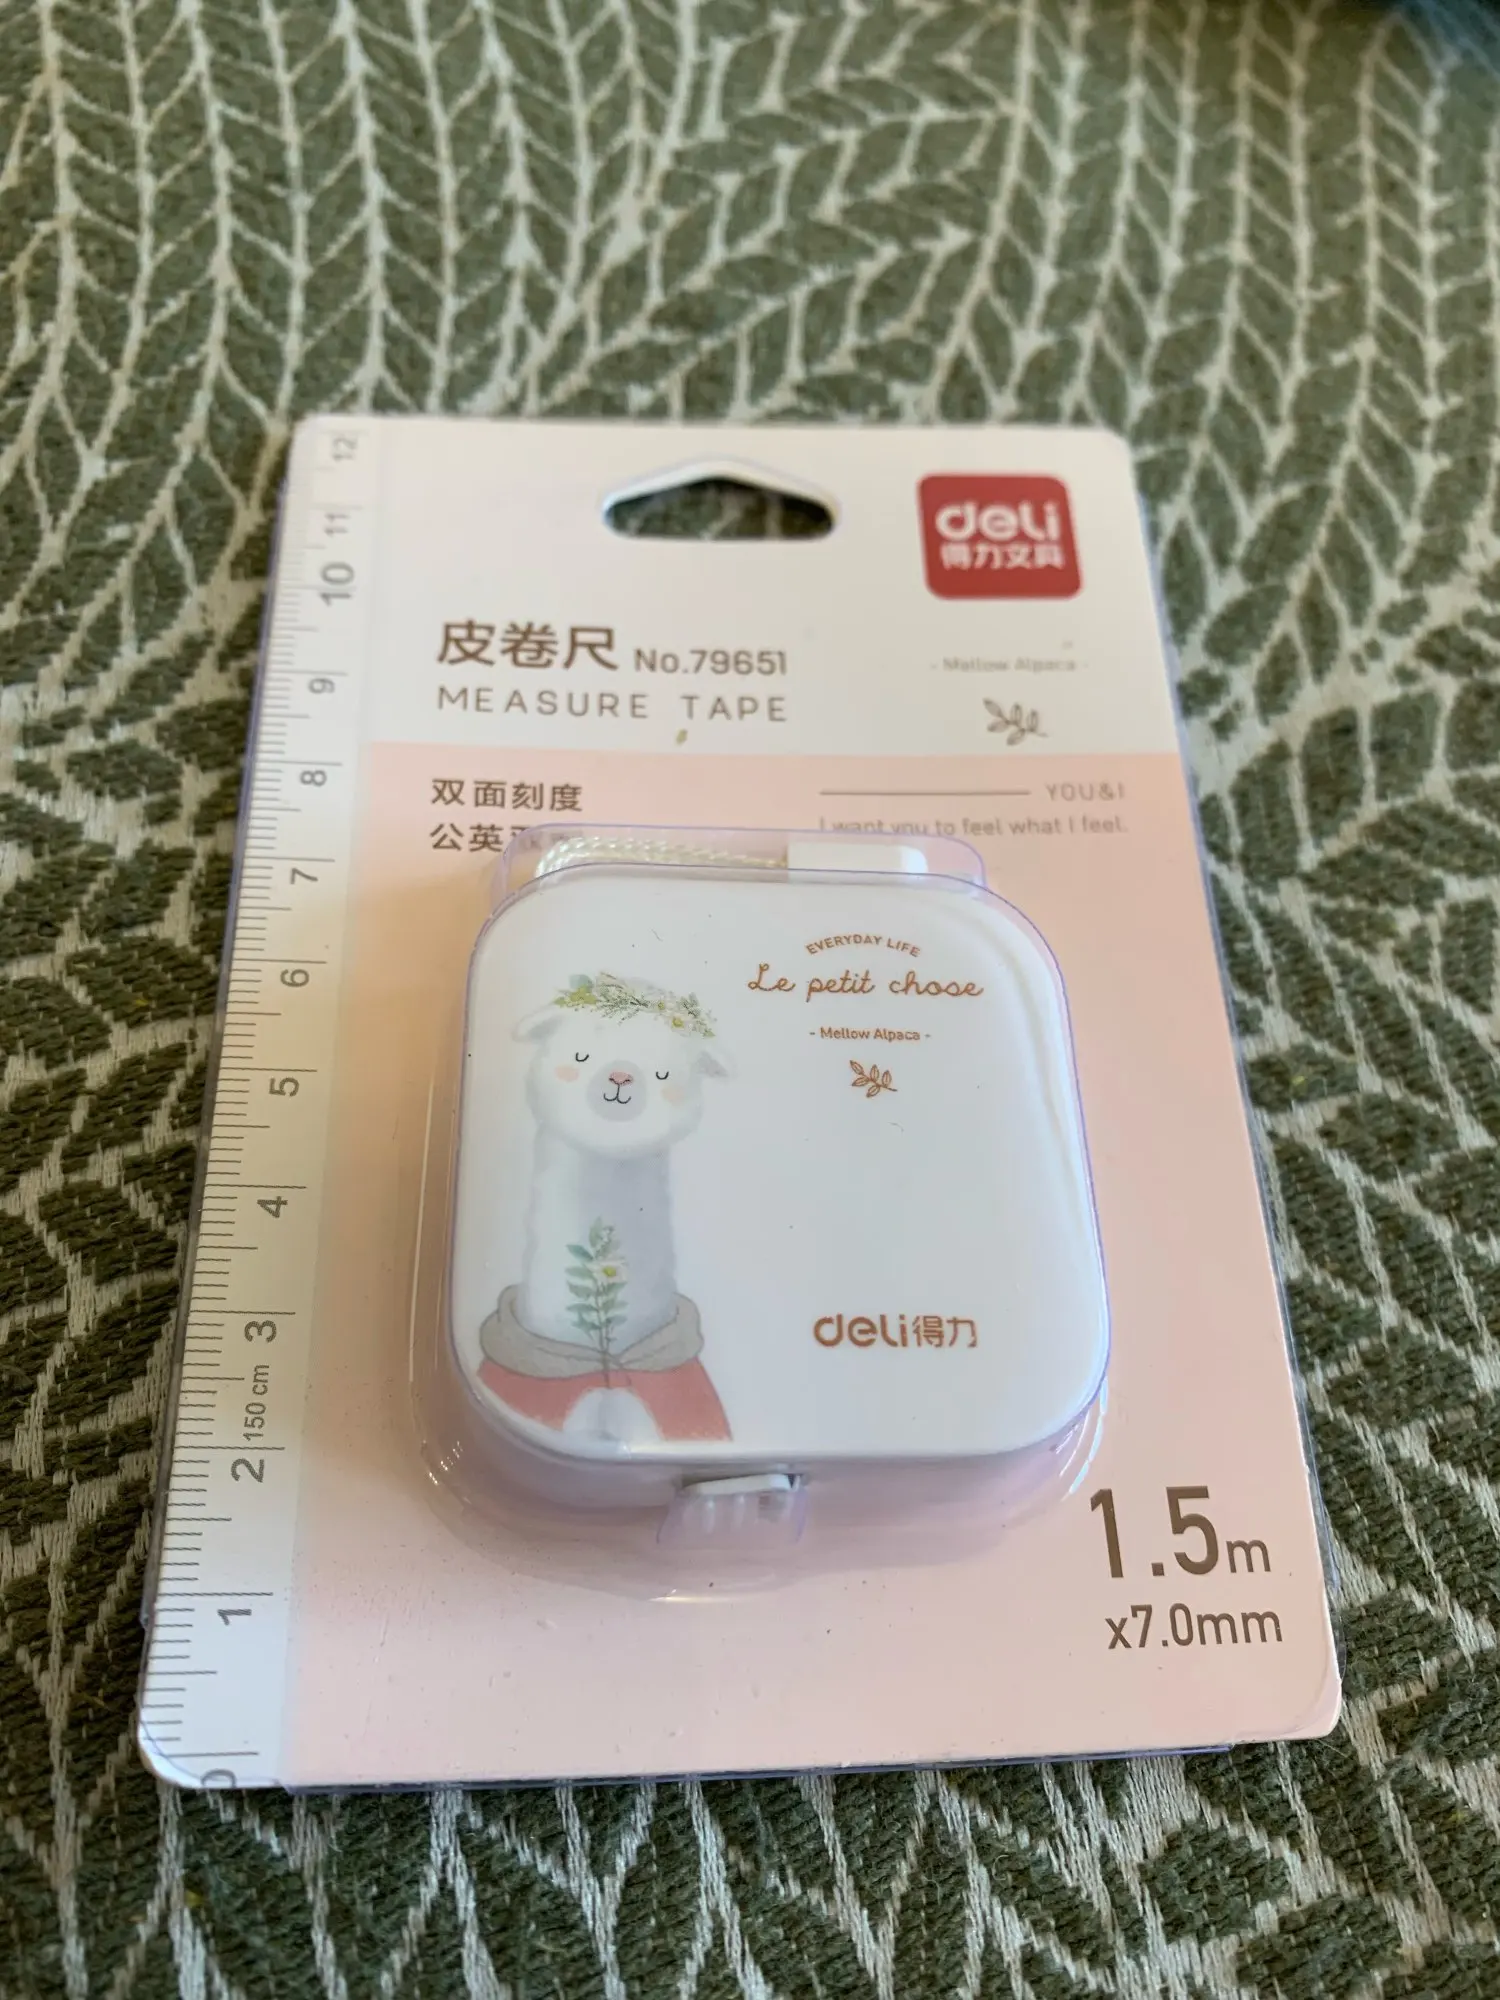 deli
得力文具
皮卷尺 No.79651
MEASURE TAPE
- Mellow Alpaca -
双面刻度
公英
YOU&I
I want you to feel what I feel.
EVERYDAY LIFE
Le petit chose
- Mellow Alpaca -
deli得力
1.5m
x7.0mm
12
11
10
9
8
7
6
5
4
3
150 cm
2
1
0